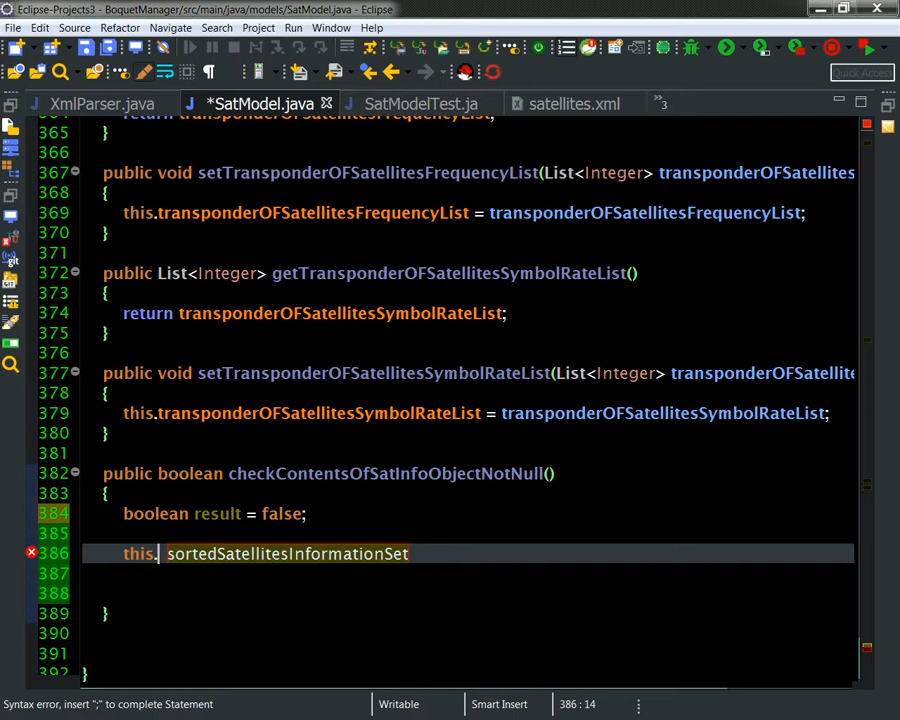 Eclipse-Projects3 - BoquetManager/src/main/java/models/SatModel.java - Eclipse
File Edit Source Refactor Navigate Search Project Run Window Help
Quick Access
XmlParser.java *SatModel.java SatModelTest.ja satellites.xml »3
return transponderOFSatellitesFrequencyList;
365 }
366
367 public void setTransponderOFSatellitesFrequencyList(List<Integer> transponderOFSatellites
368 {
369 this.transponderOFSatellitesFrequencyList = transponderOFSatellitesFrequencyList;
370 }
371
372 public List<Integer> getTransponderOFSatellitesSymbolRateList()
373 {
374 return transponderOFSatellitesSymbolRateList;
375 }
376
377 public void setTransponderOFSatellitesSymbolRateList(List<Integer> transponderOFSatellite
378 {
379 this.transponderOFSatellitesSymbolRateList = transponderOFSatellitesSymbolRateList;
380 }
381
382 public boolean checkContentsOfSatInfoObjectNotNull()
383 {
384 boolean result = false;
385
386 this. sortedSatellitesInformationSet
387
388
389 }
390
391
392 }
Syntax error, insert ";" to complete Statement Writable Smart Insert 386 : 14